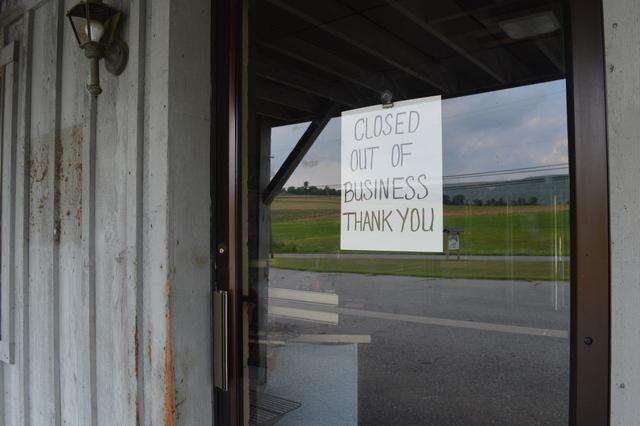 CLOSED
OUT OF
BUSINESS
THANK YOU